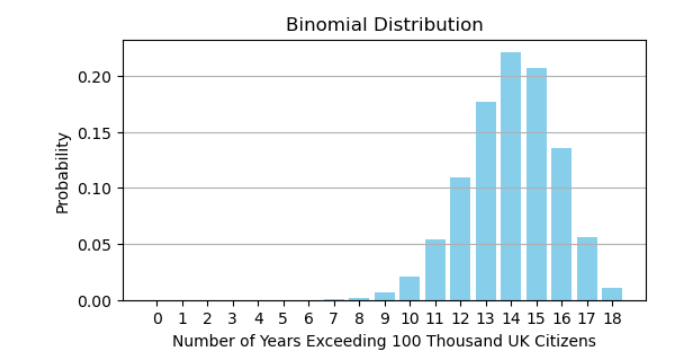 Binomial Distribution
Probability
0.20
0.15
0.10
0.05
0.00
0 1 2 3 4 5 6 7 8 9 10 11 12 13 14 15 16 17 18
Number of Years Exceeding 100 Thousand UK Citizens